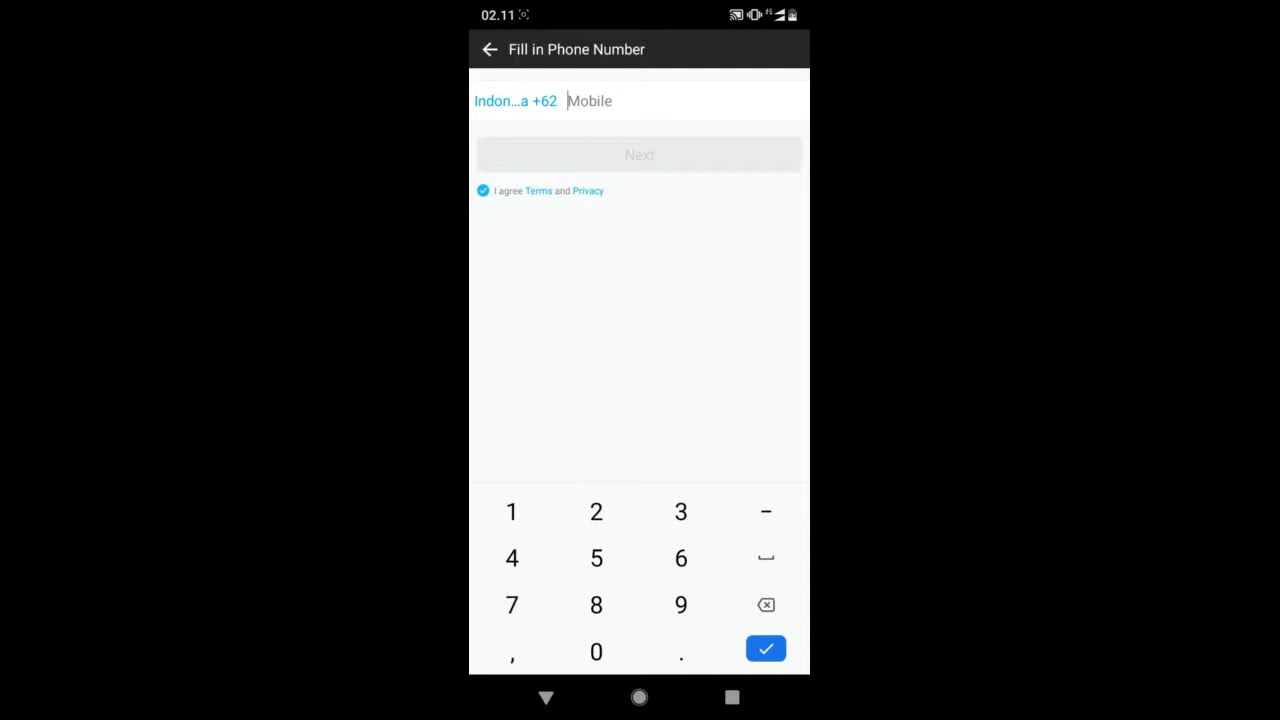 02.11
Fill in Phone Number
Indon...a +62 Mobile
Next
I agree Terms and Privacy
1 2 3 -
4 5 6
7 8 9
, 0 .